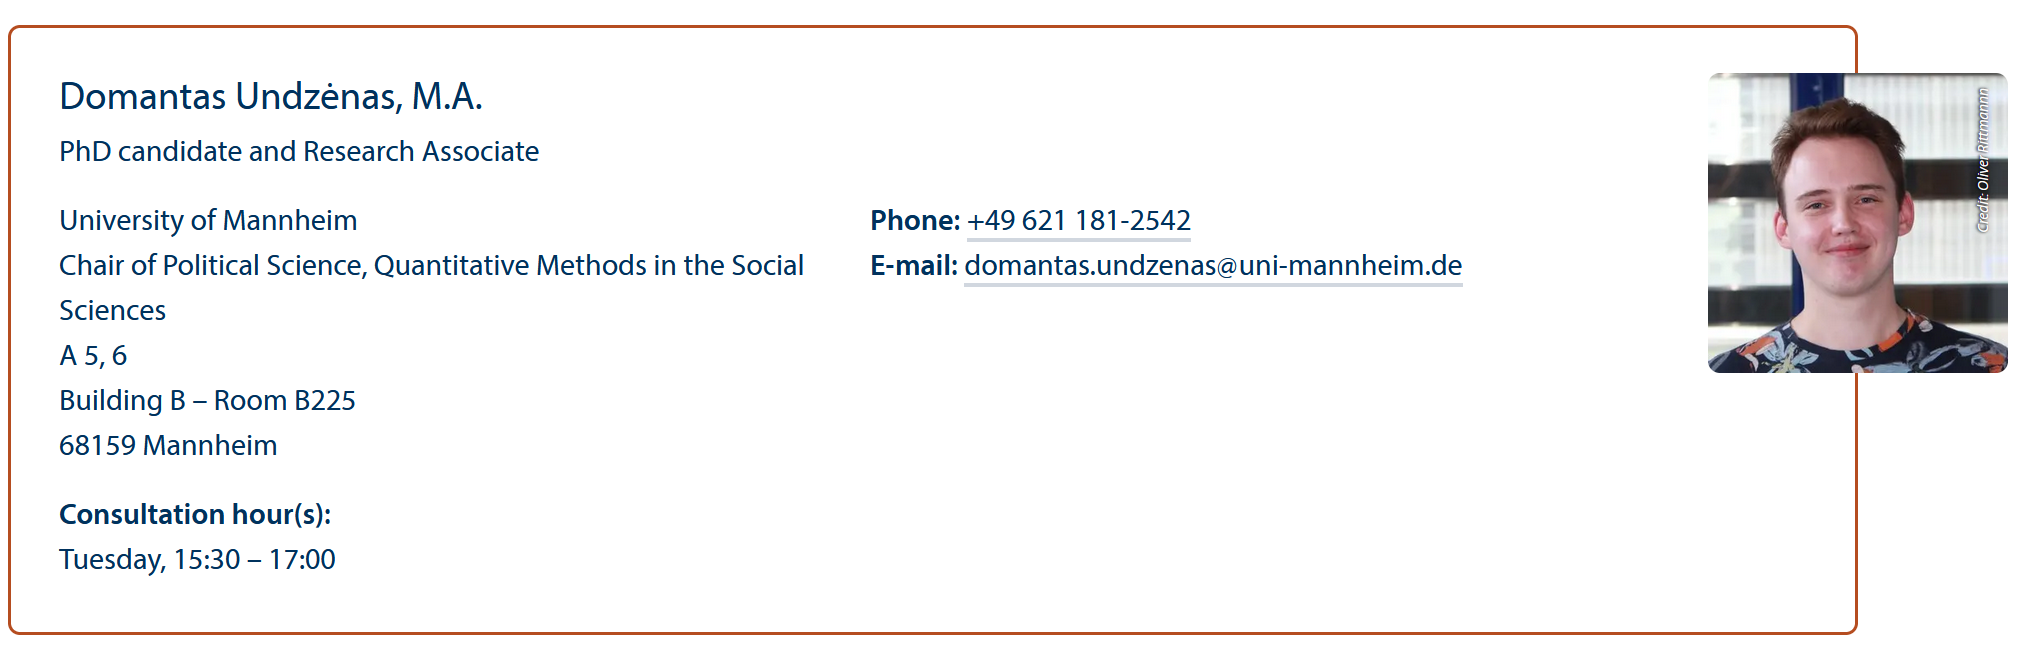 Domantas Undzėnas, M.A.
PhD candidate and Research Associate
University of Mannheim
Chair of Political Science, Quantitative Methods in the Social
Sciences
A 5, 6
Building B – Room B225
68159 Mannheim
Consultation hour(s):
Tuesday, 15:30 – 17:00
Phone: +49 621 181-2542
E-mail: domantas.undzenas@uni-mannheim.de
Credit: Oliver Rittmannn